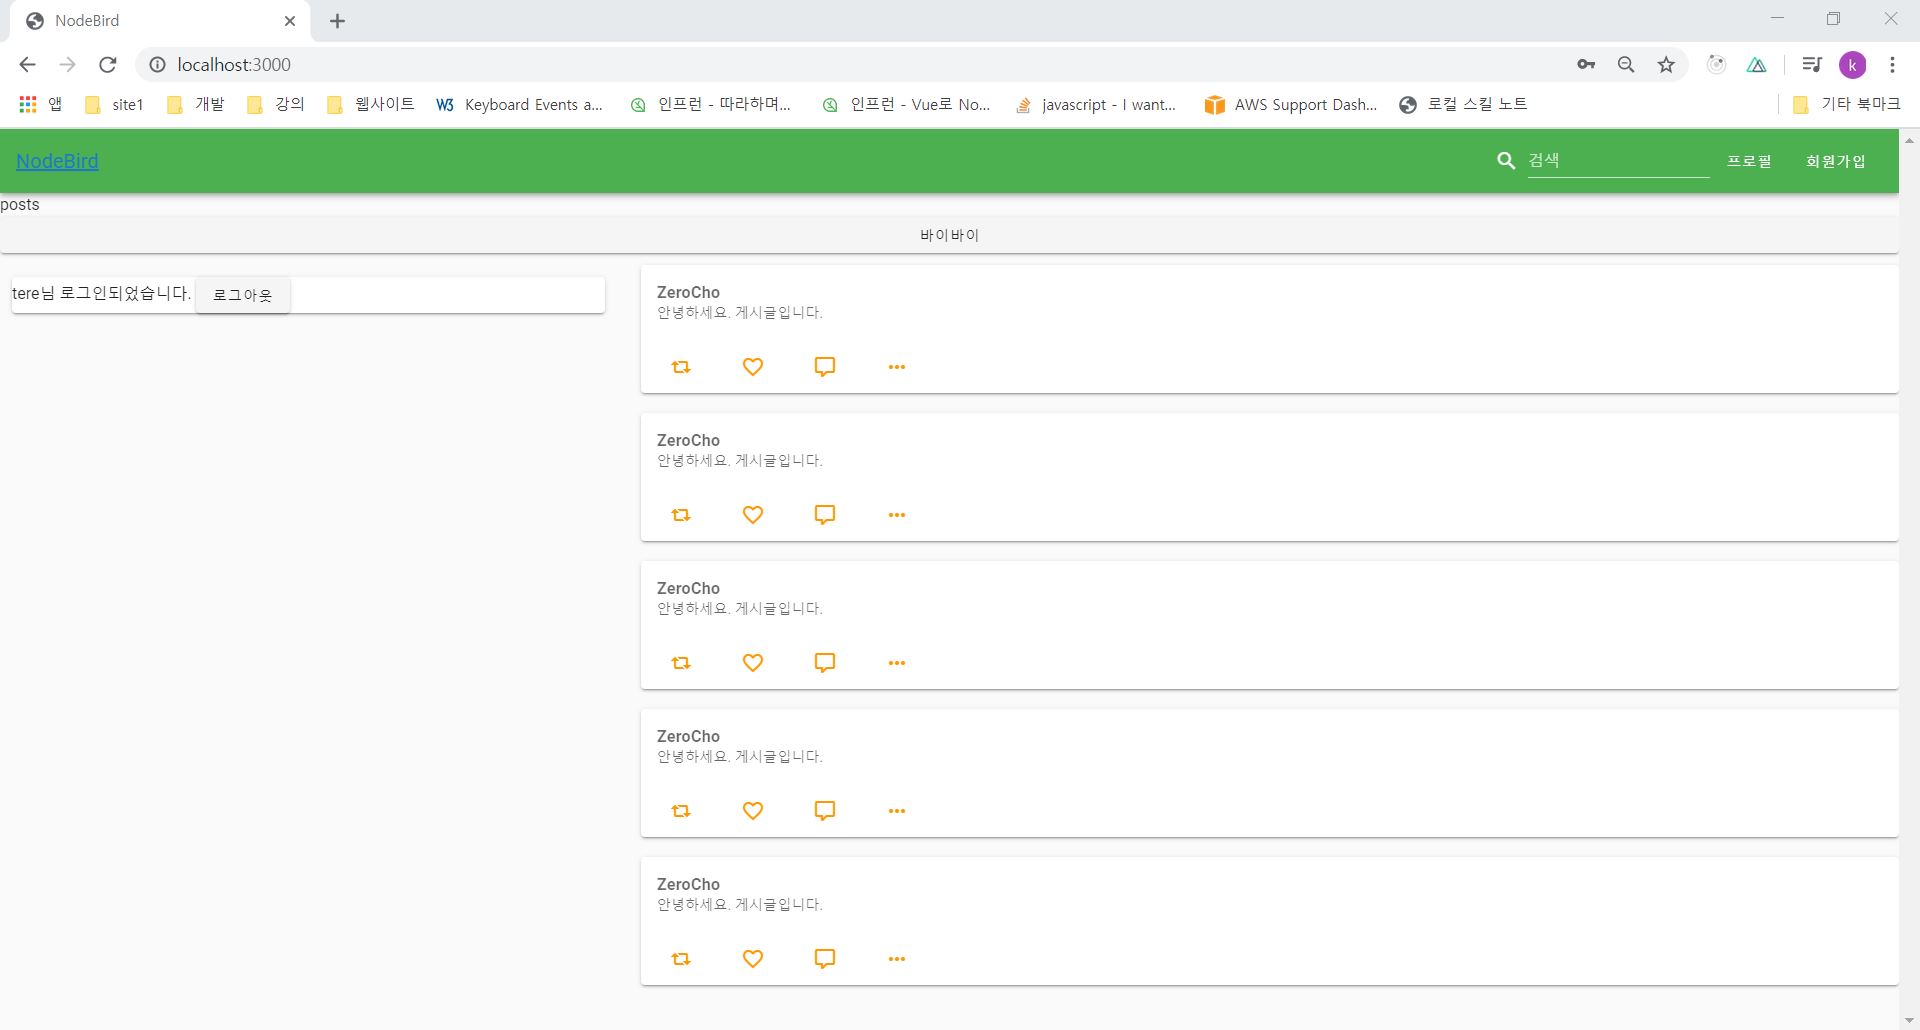 NodeBird
localhost:3000
k
앱 site1 개발 강의 웹사이트 W3 Keyboard Events a... 인프런 - 따라하며... 인프런 - Vue로 No... javascript - I want... AWS Support Dash... 로컬 스킬 노트 기타 북마크
NodeBird 검색 프로필 회원가입
posts
바이바이
tere님 로그인되었습니다. 로그아웃
ZeroCho
안녕하세요. 게시글입니다.
ZeroCho
안녕하세요. 게시글입니다.
ZeroCho
안녕하세요. 게시글입니다.
ZeroCho
안녕하세요. 게시글입니다.
ZeroCho
안녕하세요. 게시글입니다.